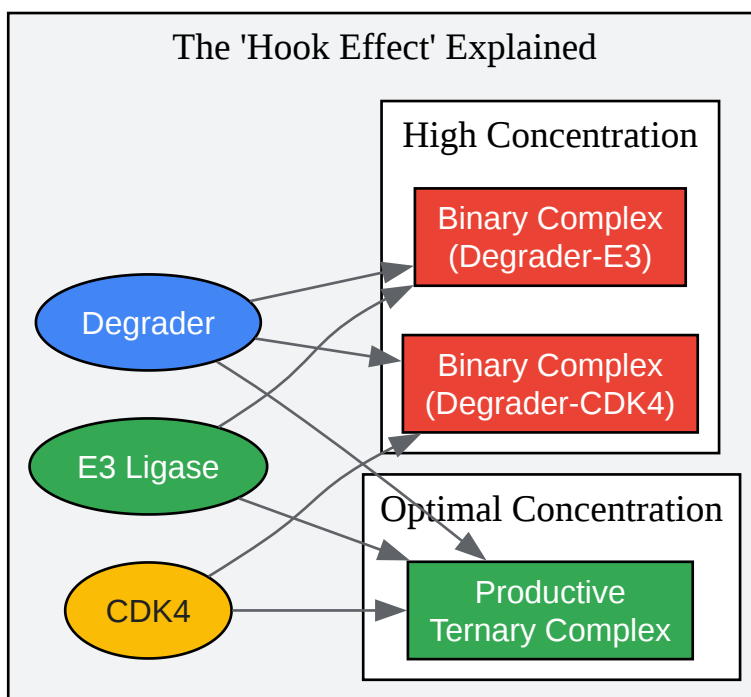 The 'Hook Effect' Explained
High Concentration
Binary Complex
(Degrader-E3)
Degrader
Binary Complex
(Degrader-CDK4)
E3 Ligase
Optimal Concentration
CDK4
Productive
Ternary Complex